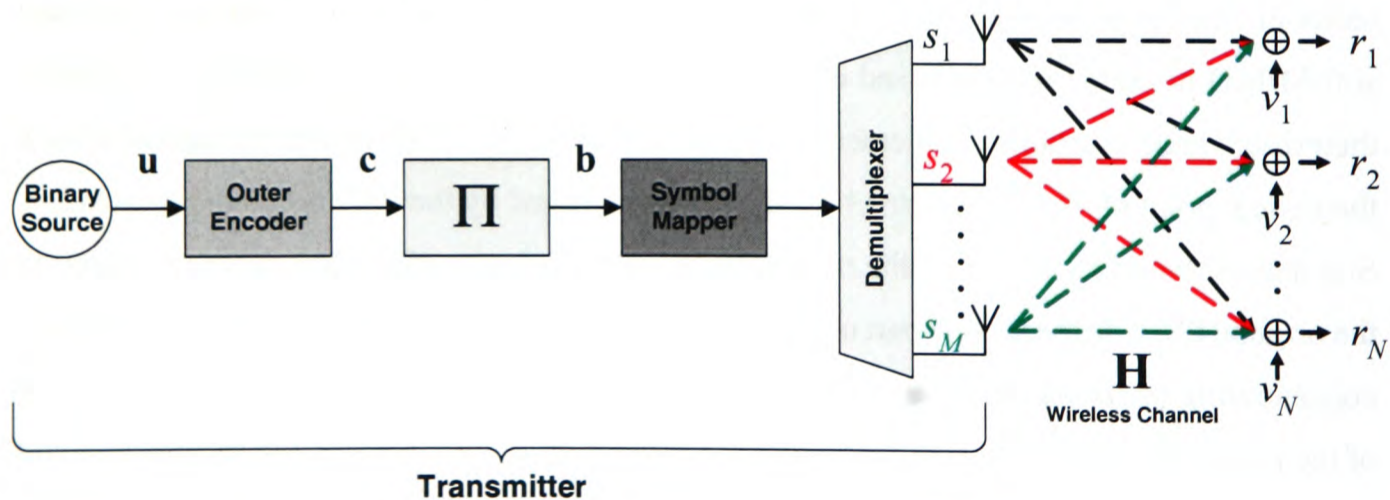 Binary
Source
u
Outer
Encoder
c
Π
b
Symbol
Mapper
Demultiplexer
s1
s2
sM
H
Wireless Channel
v1
v2
vN
r1
r2
rN
Transmitter